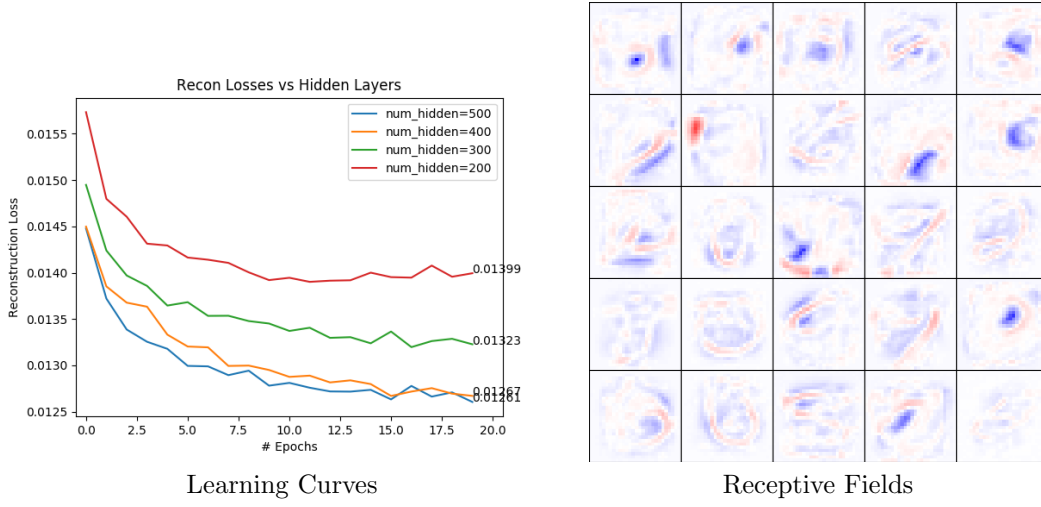 Recon Losses vs Hidden Layers
num_hidden=500
num_hidden=400
num_hidden=300
num_hidden=200
Reconstruction Loss
0.0155
0.0150
0.0145
0.0140
0.0135
0.0130
0.0125
0.01399
0.01323
0.01267
0.01261
0.0 2.5 5.0 7.5 10.0 12.5 15.0 17.5 20.0
# Epochs
Learning Curves
Receptive Fields